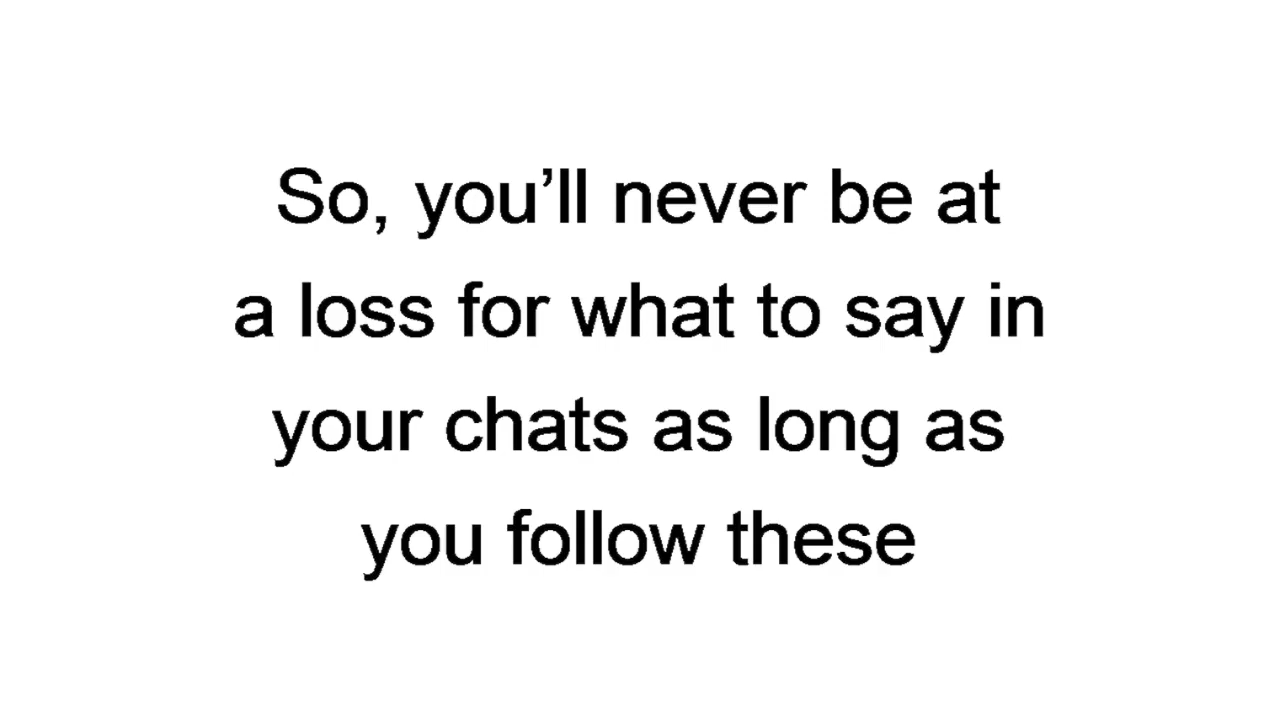 So, you’ll never be at
a loss for what to say in
your chats as long as
you follow these